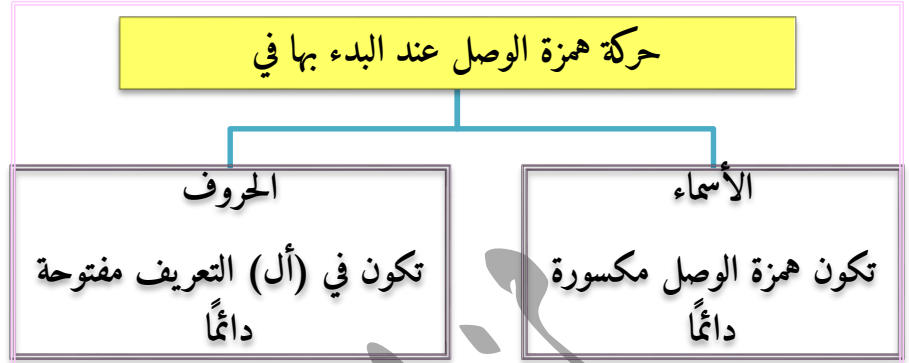 حركة همزة الوصل عند البدء بها في
الأسماء
تكون همزة الوصل مكسورة
دائمًا
الحروف
تكون في (أل) التعريف مفتوحة
دائمًا